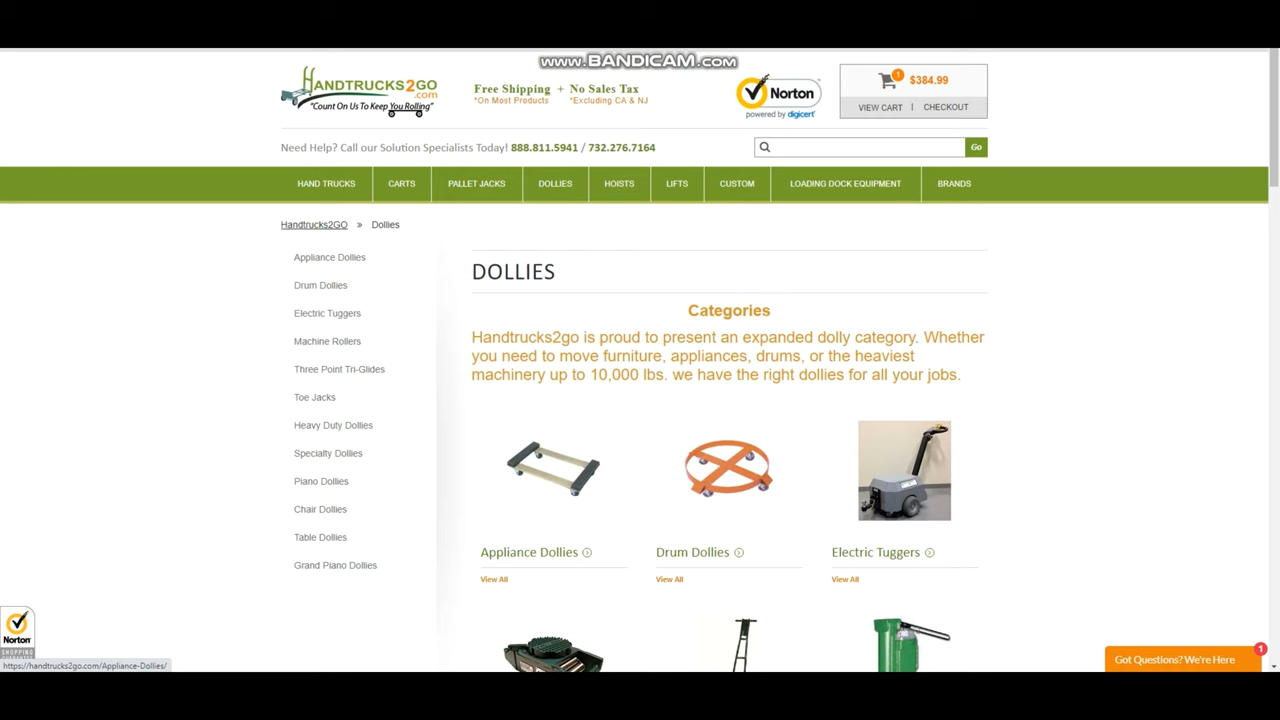 www.BANDICAM.com
HANDTRUCKS2GO
.com
"Count On Us To Keep You Rolling"
Free Shipping + No Sales Tax
*On Most Products *Excluding CA & NJ
Norton
powered by digicert
1
$384.99
VIEW CART | CHECKOUT
Need Help? Call our Solution Specialists Today! 888.811.5941 / 732.276.7164
Go
HAND TRUCKS
CARTS
PALLET JACKS
DOLLIES
HOISTS
LIFTS
CUSTOM
LOADING DOCK EQUIPMENT
BRANDS
Handtrucks2GO » Dollies
Appliance Dollies
Drum Dollies
Electric Tuggers
Machine Rollers
Three Point Tri-Glides
Toe Jacks
Heavy Duty Dollies
Specialty Dollies
Piano Dollies
Chair Dollies
Table Dollies
Grand Piano Dollies
DOLLIES
Categories
Handtrucks2go is proud to present an expanded dolly category. Whether
you need to move furniture, appliances, drums, or the heaviest
machinery up to 10,000 lbs. we have the right dollies for all your jobs.
Appliance Dollies
View All
Drum Dollies
View All
Electric Tuggers
View All
Norton
SHOPPING
https://handtrucks2go.com/Appliance-Dollies/
Got Questions? We're Here
1